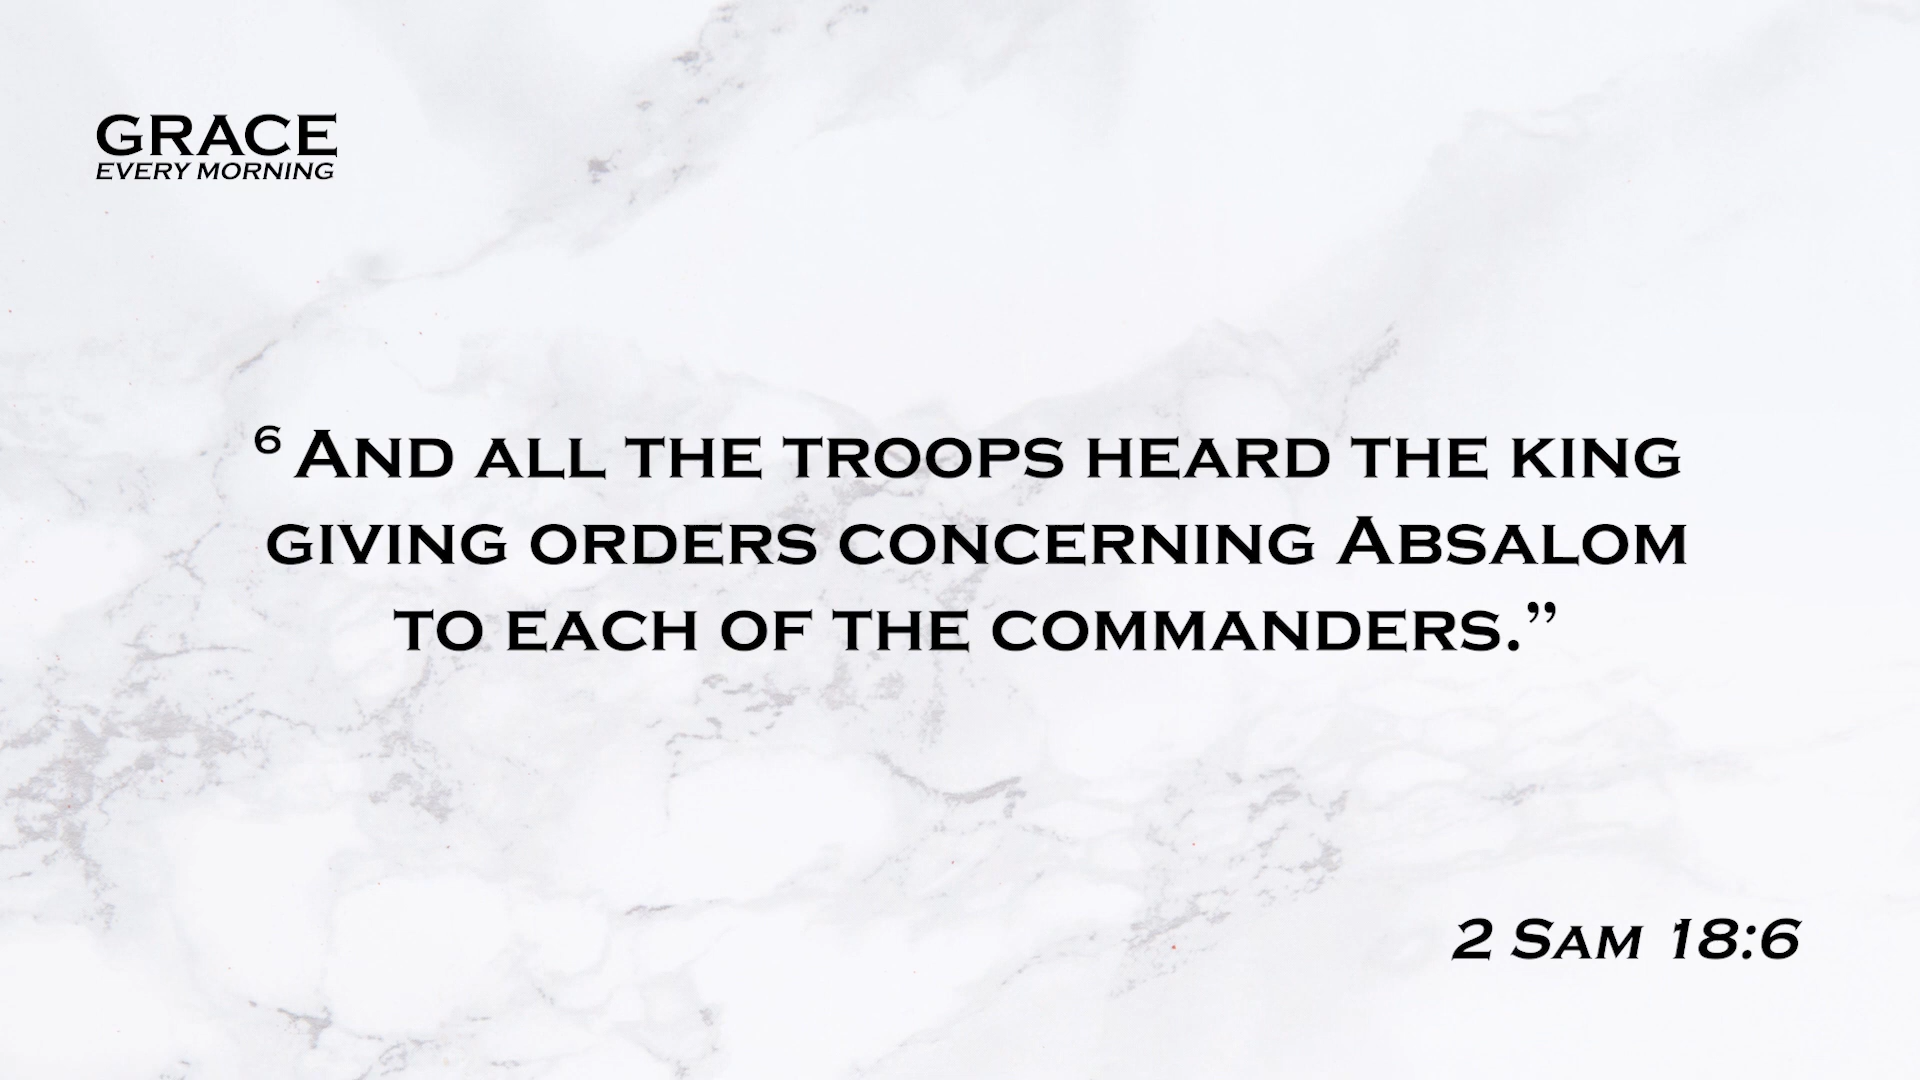 GRACE
EVERY MORNING
⁶ And all the troops heard the king
giving orders concerning Absalom
to each of the commanders.”
2 Sam 18:6